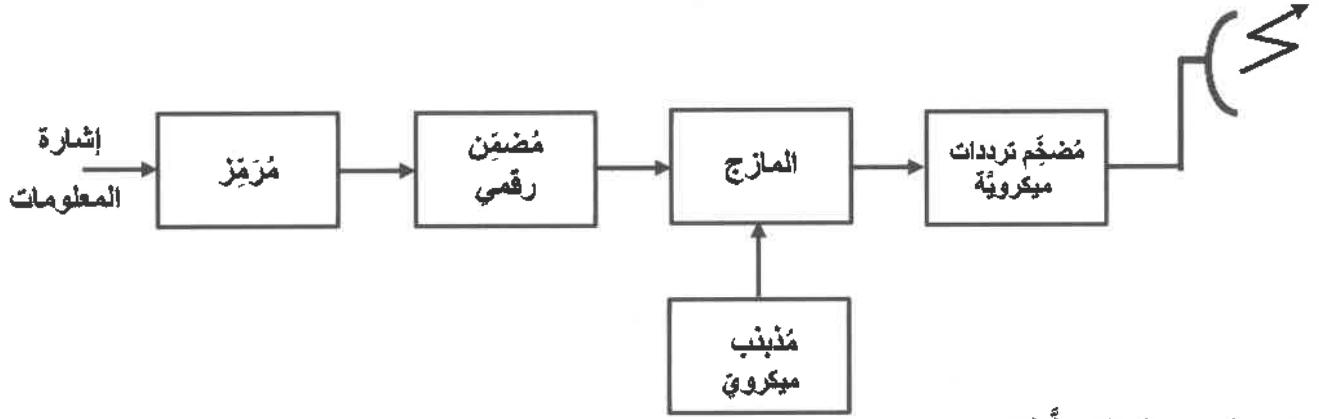 إشارة
المعلومات
مُرَمِّز
مُضمِّن
رقمي
المازج
مُضخِّم ترددات
ميكرويَّة
مُذبذب
ميكرويّ